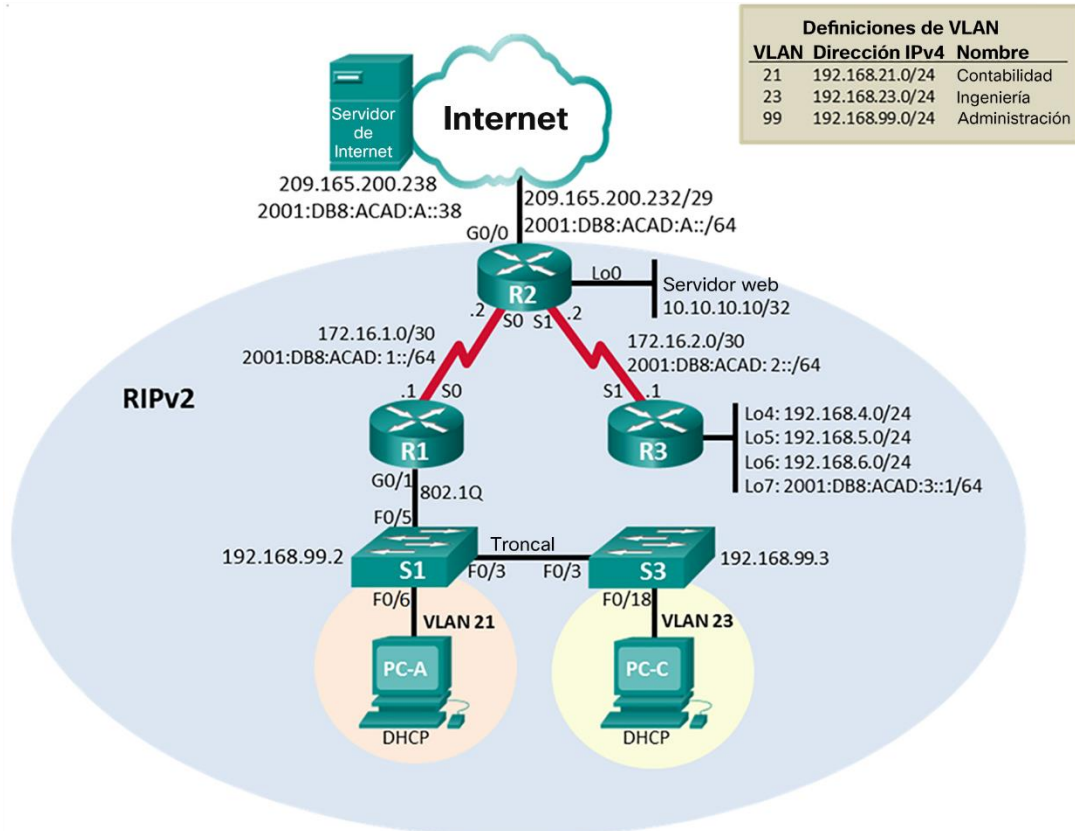 Definiciones de VLAN
VLAN Dirección IPv4 Nombre
21 192.168.21.0/24 Contabilidad
23 192.168.23.0/24 Ingeniería
99 192.168.99.0/24 Administración
Servidor
de
Internet
Internet
209.165.200.238
2001:DB8:ACAD:A::38
209.165.200.232/29
2001:DB8:ACAD:A::/64
G0/0
R2
Lo0
Servidor web
10.10.10.10/32
.2
S0
S1
.2
172.16.1.0/30
2001:DB8:ACAD: 1::/64
172.16.2.0/30
2001:DB8:ACAD: 2::/64
RIPv2
.1
S0
S1
.1
R1
R3
Lo4: 192.168.4.0/24
Lo5: 192.168.5.0/24
Lo6: 192.168.6.0/24
Lo7: 2001:DB8:ACAD:3::1/64
G0/1
802.1Q
F0/5
192.168.99.2
S1
Troncal
F0/3
F0/3
S3
192.168.99.3
F0/6
F0/18
VLAN 21
VLAN 23
PC-A
PC-C
DHCP
DHCP